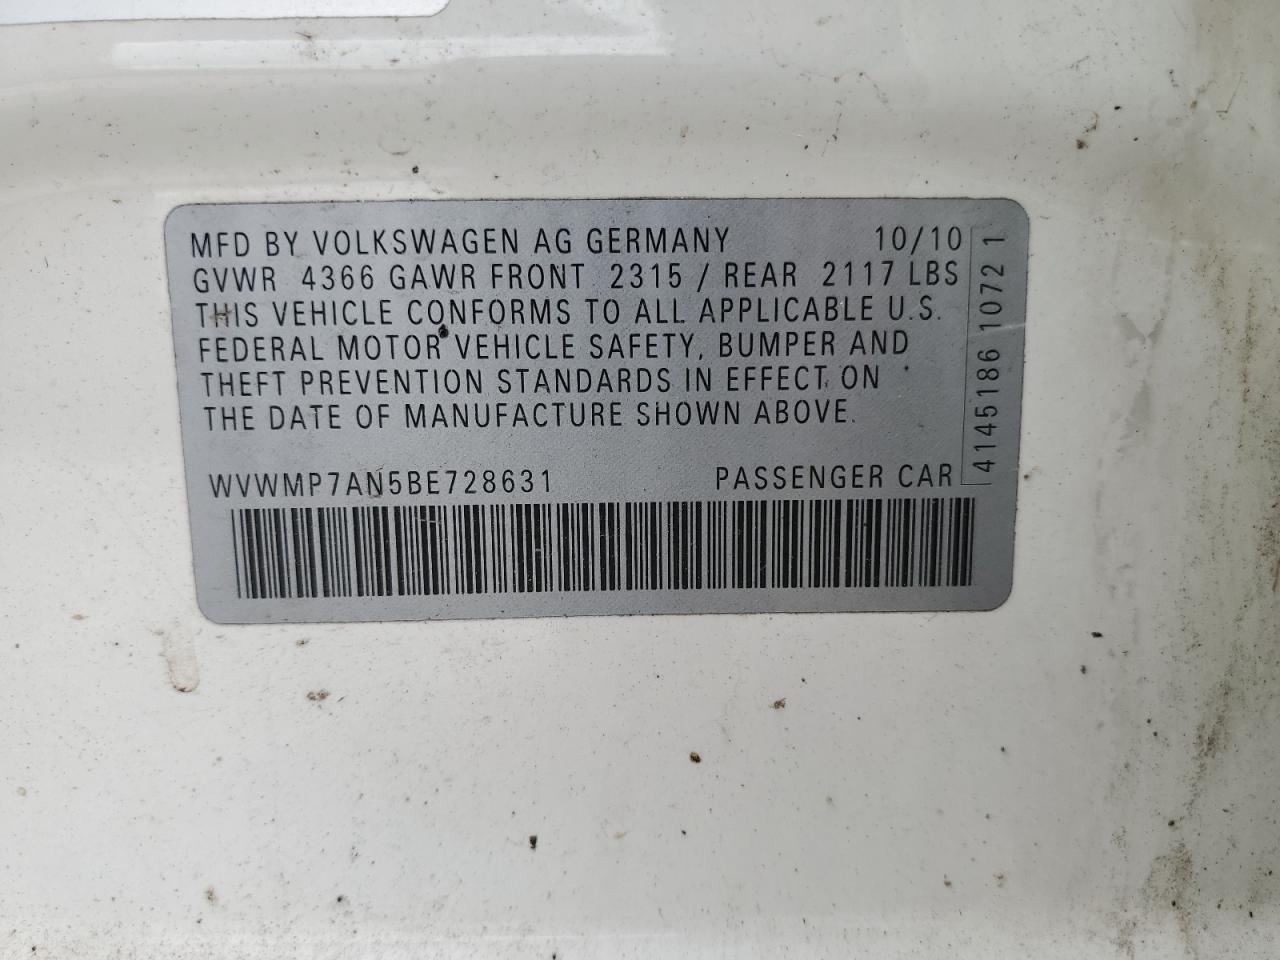 MFD BY VOLKSWAGEN AG GERMANY 10/10
GVWR 4366 GAWR FRONT 2315 / REAR 2117 LBS
THIS VEHICLE CONFORMS TO ALL APPLICABLE U.S.
FEDERAL MOTOR VEHICLE SAFETY, BUMPER AND
THEFT PREVENTION STANDARDS IN EFFECT ON
THE DATE OF MANUFACTURE SHOWN ABOVE.
WVWMP7AN5BE728631 PASSENGER CAR
4145186 1072 1